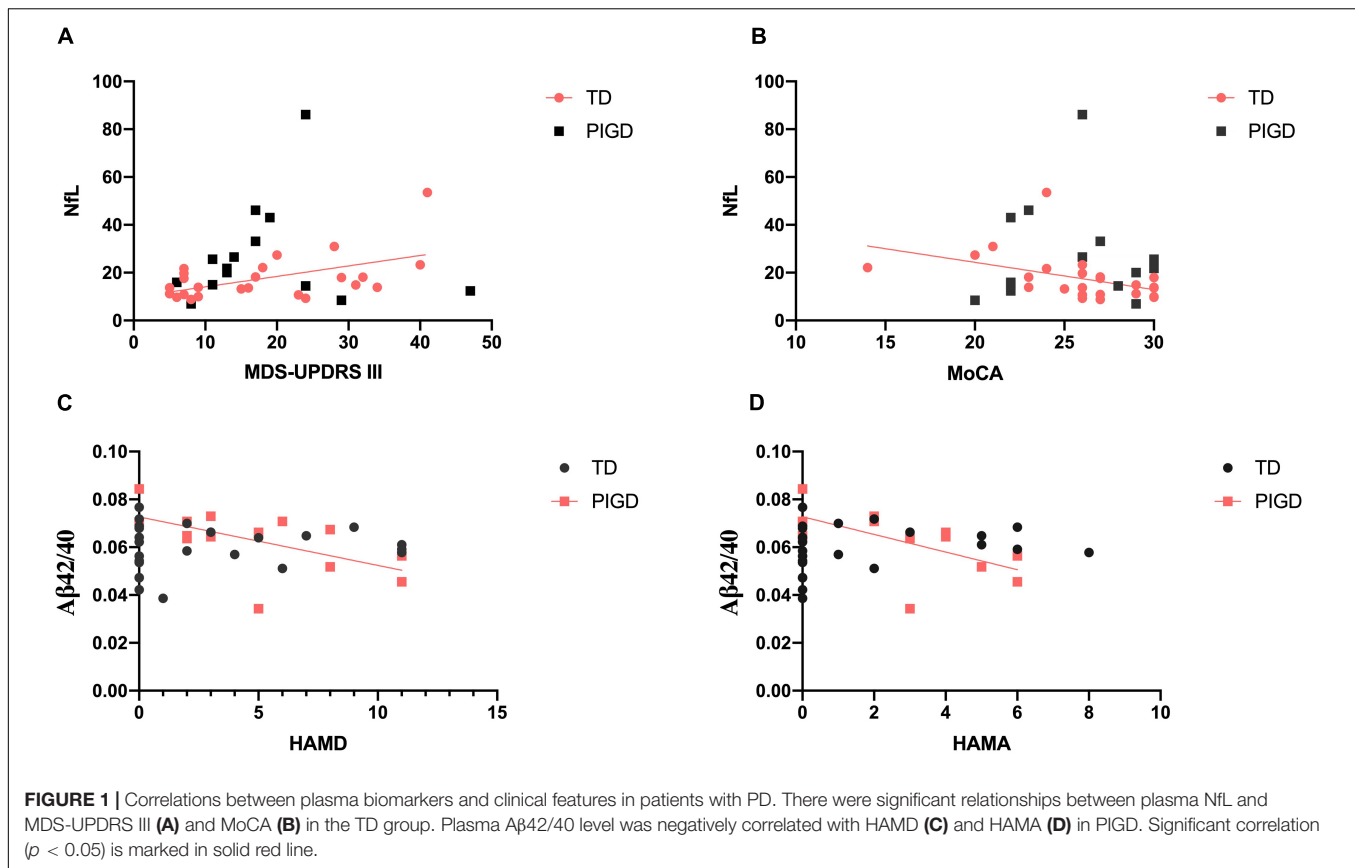 A
100
80
60
40
20
0
NfL
0 10 20 30 40 50
MDS-UPDRS III
TD
PIGD
B
100
80
60
40
20
0
NfL
10 15 20 25 30
MoCA
TD
PIGD
C
0.10
0.08
0.06
0.04
0.02
0.00
Aβ42/40
0 5 10 15
HAMD
TD
PIGD
D
0.10
0.08
0.06
0.04
0.02
0.00
Aβ42/40
0 2 4 6 8 10
HAMA
TD
PIGD
FIGURE 1 | Correlations between plasma biomarkers and clinical features in patients with PD. There were significant relationships between plasma NfL and
MDS-UPDRS III (A) and MoCA (B) in the TD group. Plasma Aβ42/40 level was negatively correlated with HAMD (C) and HAMA (D) in PIGD. Significant correlation
(p < 0.05) is marked in solid red line.